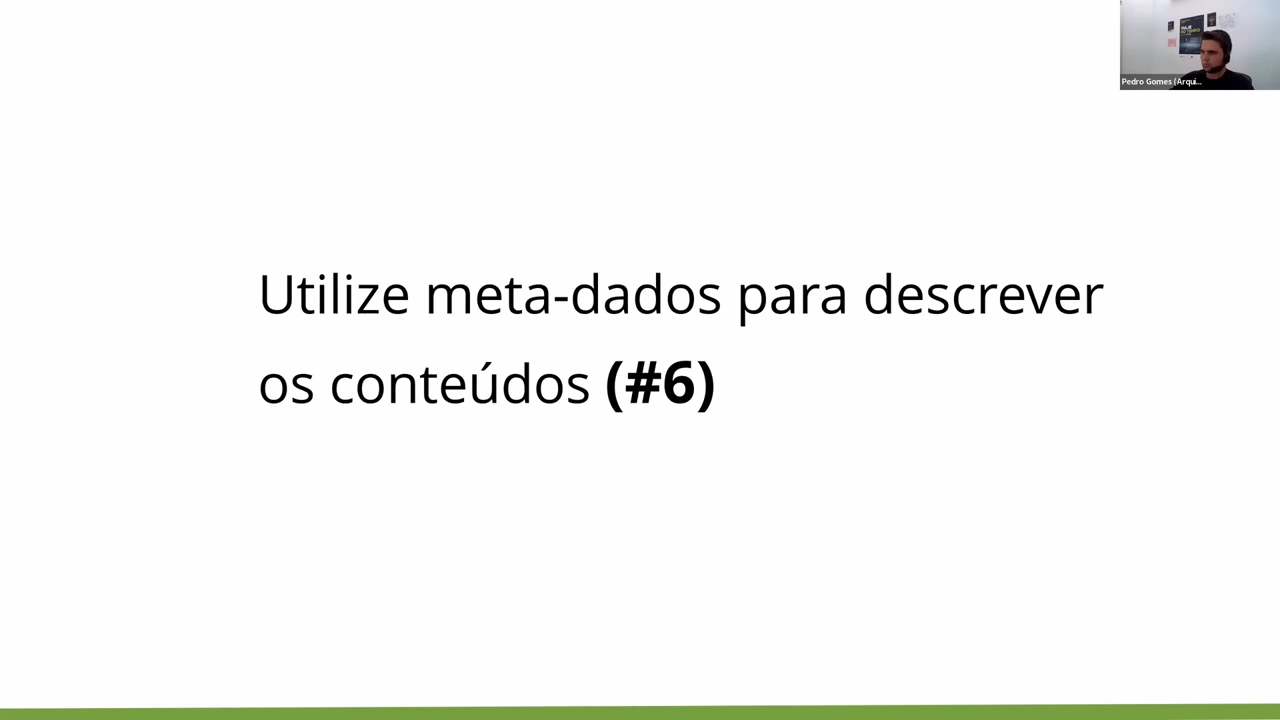 Utilize meta-dados para descrever
os conteúdos (#6)
Pedro Gomes (Arqui...